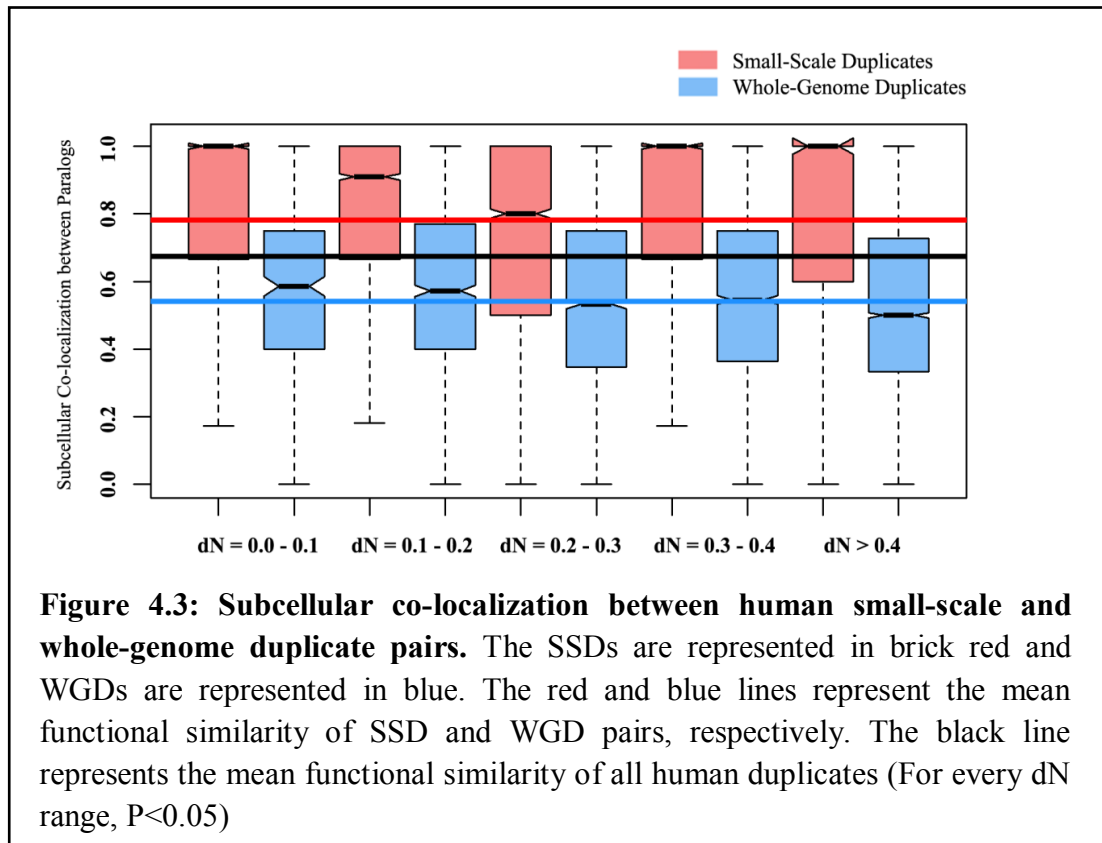 Small-Scale Duplicates
Whole-Genome Duplicates
Subcellular Co-localization between Paralogs
1.0
0.8
0.6
0.4
0.2
0.0
dN = 0.0 - 0.1 dN = 0.1 - 0.2 dN = 0.2 - 0.3 dN = 0.3 - 0.4 dN > 0.4
Figure 4.3: Subcellular co-localization between human small-scale and
whole-genome duplicate pairs. The SSDs are represented in brick red and
WGDs are represented in blue. The red and blue lines represent the mean
functional similarity of SSD and WGD pairs, respectively. The black line
represents the mean functional similarity of all human duplicates (For every dN
range, P<0.05)